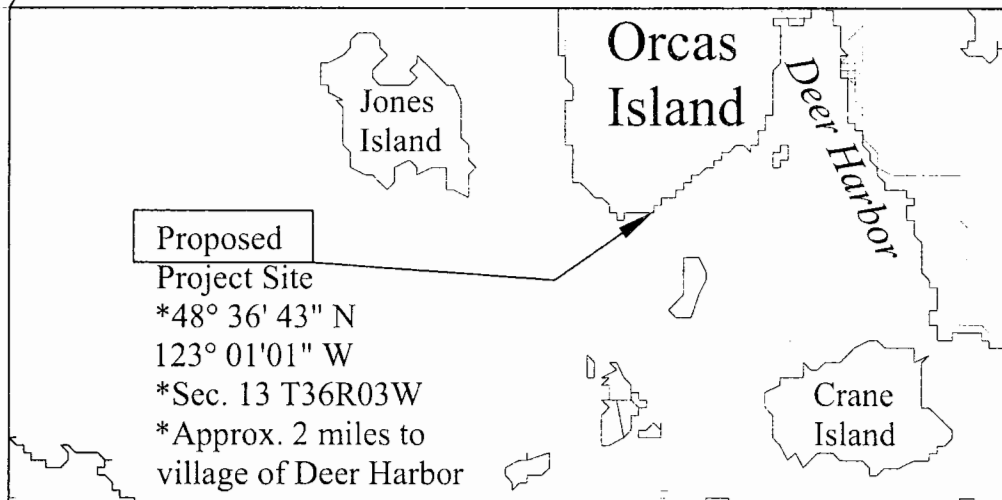 Orcas
Island
Jones
Island
Deer Harbor
Proposed
Project Site
*48° 36' 43" N
123° 01'01" W
*Sec. 13 T36R03W
*Approx. 2 miles to
village of Deer Harbor
Crane
Island